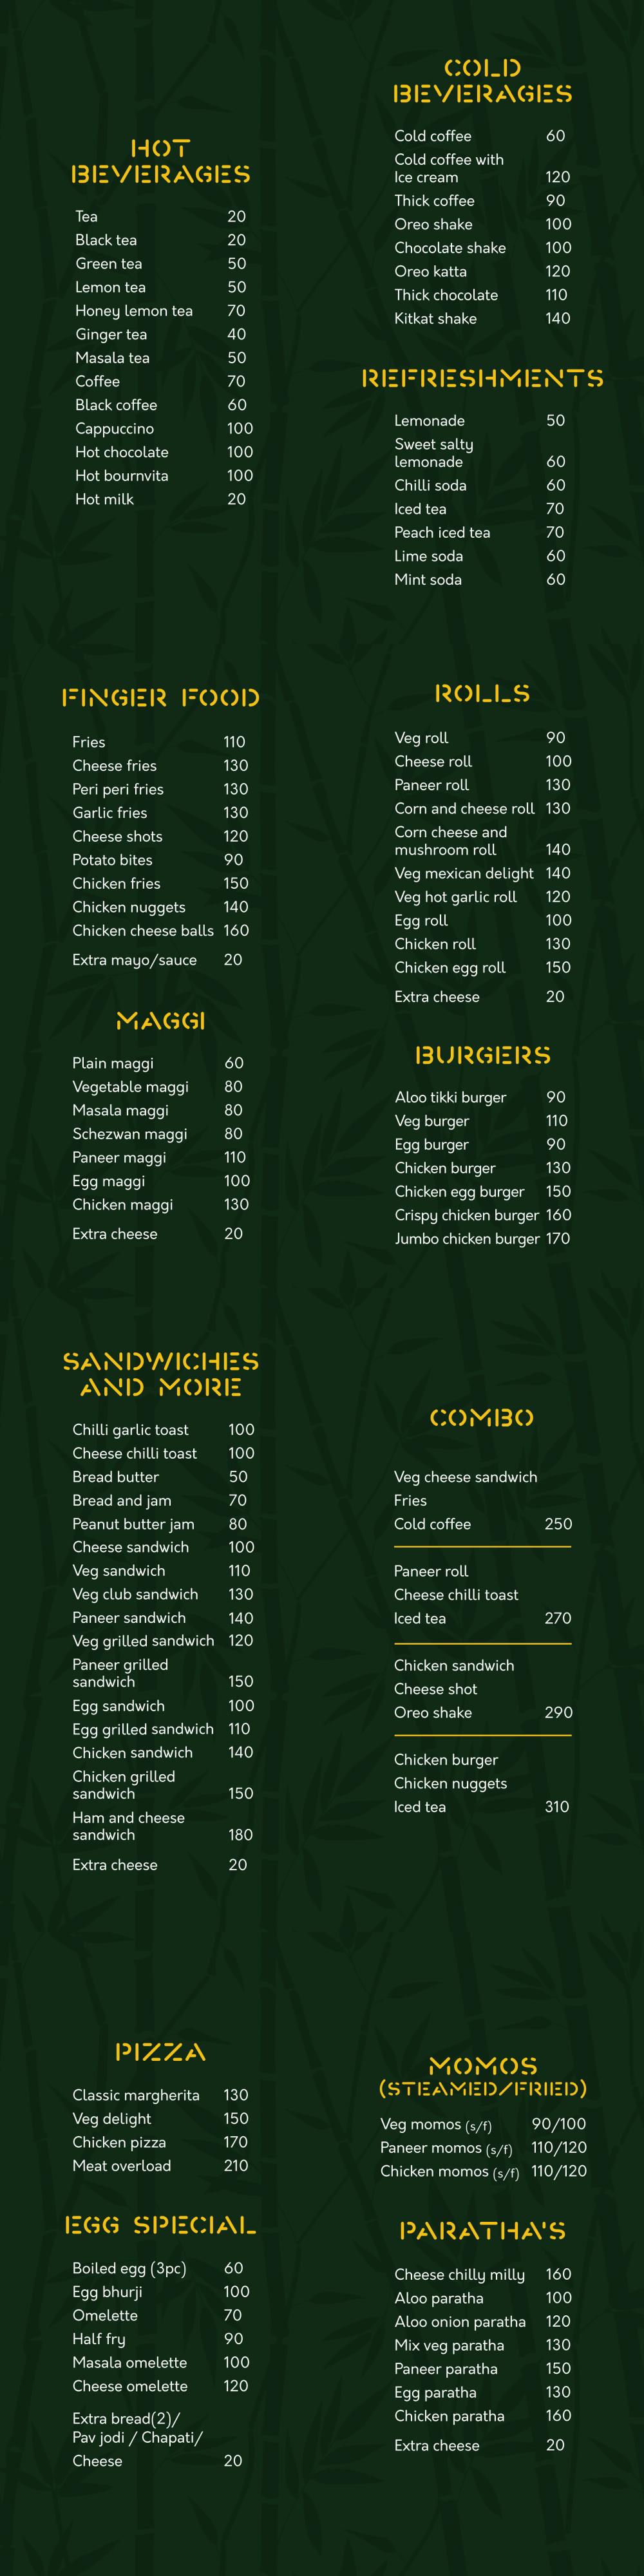 HOT
BEVERAGES
Tea 20
Black tea 20
Green tea 50
Lemon tea 50
Honey lemon tea 70
Ginger tea 40
Masala tea 50
Coffee 70
Black coffee 60
Cappuccino 100
Hot chocolate 100
Hot bournvita 100
Hot milk 20
COLD
BEVERAGES
Cold coffee 60
Cold coffee with
Ice cream 120
Thick coffee 90
Oreo shake 100
Chocolate shake 100
Oreo katta 120
Thick chocolate 110
Kitkat shake 140
REFRESHMENTS
Lemonade 50
Sweet salty
lemonade 60
Chilli soda 60
Iced tea 70
Peach iced tea 70
Lime soda 60
Mint soda 60
FINGER FOOD
Fries 110
Cheese fries 130
Peri peri fries 130
Garlic fries 130
Cheese shots 120
Potato bites 90
Chicken fries 150
Chicken nuggets 140
Chicken cheese balls 160
Extra mayo/sauce 20
MAGGI
Plain maggi 60
Vegetable maggi 80
Masala maggi 80
Schezwan maggi 80
Paneer maggi 110
Egg maggi 100
Chicken maggi 130
Extra cheese 20
ROLLS
Veg roll 90
Cheese roll 100
Paneer roll 130
Corn and cheese roll 130
Corn cheese and
mushroom roll 140
Veg mexican delight 140
Veg hot garlic roll 120
Egg roll 100
Chicken roll 130
Chicken egg roll 150
Extra cheese 20
BURGERS
Aloo tikki burger 90
Veg burger 110
Egg burger 90
Chicken burger 130
Chicken egg burger 150
Crispy chicken burger 160
Jumbo chicken burger 170
SANDWICHES
AND MORE
Chilli garlic toast 100
Cheese chilli toast 100
Bread butter 50
Bread and jam 70
Peanut butter jam 80
Cheese sandwich 100
Veg sandwich 110
Veg club sandwich 130
Paneer sandwich 140
Veg grilled sandwich 120
Paneer grilled
sandwich 150
Egg sandwich 100
Egg grilled sandwich 110
Chicken sandwich 140
Chicken grilled
sandwich 150
Ham and cheese
sandwich 180
Extra cheese 20
COMBO
Veg cheese sandwich
Fries
Cold coffee 250
Paneer roll
Cheese chilli toast
Iced tea 270
Chicken sandwich
Cheese shot
Oreo shake 290
Chicken burger
Chicken nuggets
Iced tea 310
PIZZA
Classic margherita 130
Veg delight 150
Chicken pizza 170
Meat overload 210
EGG SPECIAL
Boiled egg (3pc) 60
Egg bhurji 100
Omelette 70
Half fry 90
Masala omelette 100
Cheese omelette 120
Extra bread(2)/
Pav jodi / Chapati/
Cheese 20
MOMOS
(STEAMED/FRIED)
Veg momos (s/f) 90/100
Paneer momos (s/f) 110/120
Chicken momos (s/f) 110/120
PARATHA'S
Cheese chilly milly 160
Aloo paratha 100
Aloo onion paratha 120
Mix veg paratha 130
Paneer paratha 150
Egg paratha 130
Chicken paratha 160
Extra cheese 20